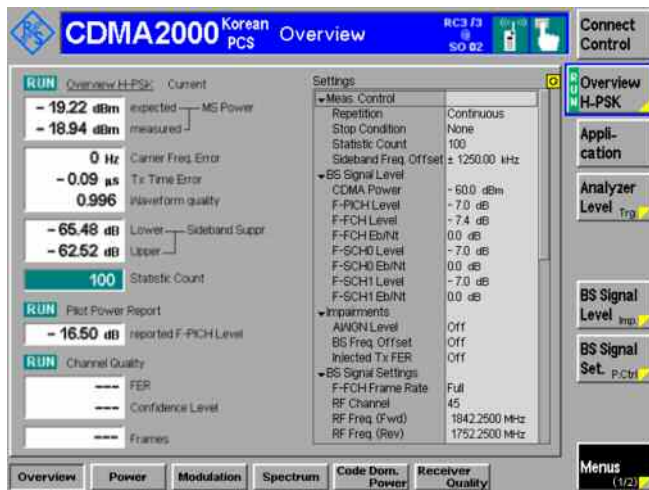 CDMA2000 Korean PCS Overview
RC3 /3
SO 02
Connect Control
RUN Overview H-PSK Current
- 19.22 dBm expected MS Power
- 18.94 dBm measured
0 Hz Carrier Freq. Error
- 0.09 µs Tx Time Error
0.996 Waveform quality
- 65.48 dB Lower Sideband Suppr
- 62.52 dB Upper
100 Statistic Count
RUN Pilot Power Report
- 16.50 dB reported F-PICH Level
RUN Channel Quality
--- FER
--- Confidence Level
--- Frames
Settings
Meas. Control
Repetition Continuous
Stop Condition None
Statistic Count 100
Sideband Freq. Offset ± 1250.00 kHz
BS Signal Level
CDMA Power - 60.0 dBm
F-PICH Level - 7.0 dB
F-FCH Level - 7.4 dB
F-FCH Eb/Nt 0.0 dB
F-SCH0 Level - 7.0 dB
F-SCH0 Eb/Nt 0.0 dB
F-SCH1 Level - 7.0 dB
F-SCH1 Eb/Nt 0.0 dB
Impairments
AWGN Level Off
BS Freq. Offset Off
Injected Tx FER Off
BS Signal Settings
F-FCH Frame Rate Full
RF Channel 45
RF Freq. (Fwd) 1842.2500 MHz
RF Freq. (Rev) 1752.2500 MHz
RUN
Overview H-PSK
Appli-
cation
Analyzer
Level Trg
BS Signal
Level Imp.
BS Signal
Set. P.Ctrl
Menus
(1/2)
Overview
Power
Modulation
Spectrum
Code Dom. Power
Receiver Quality